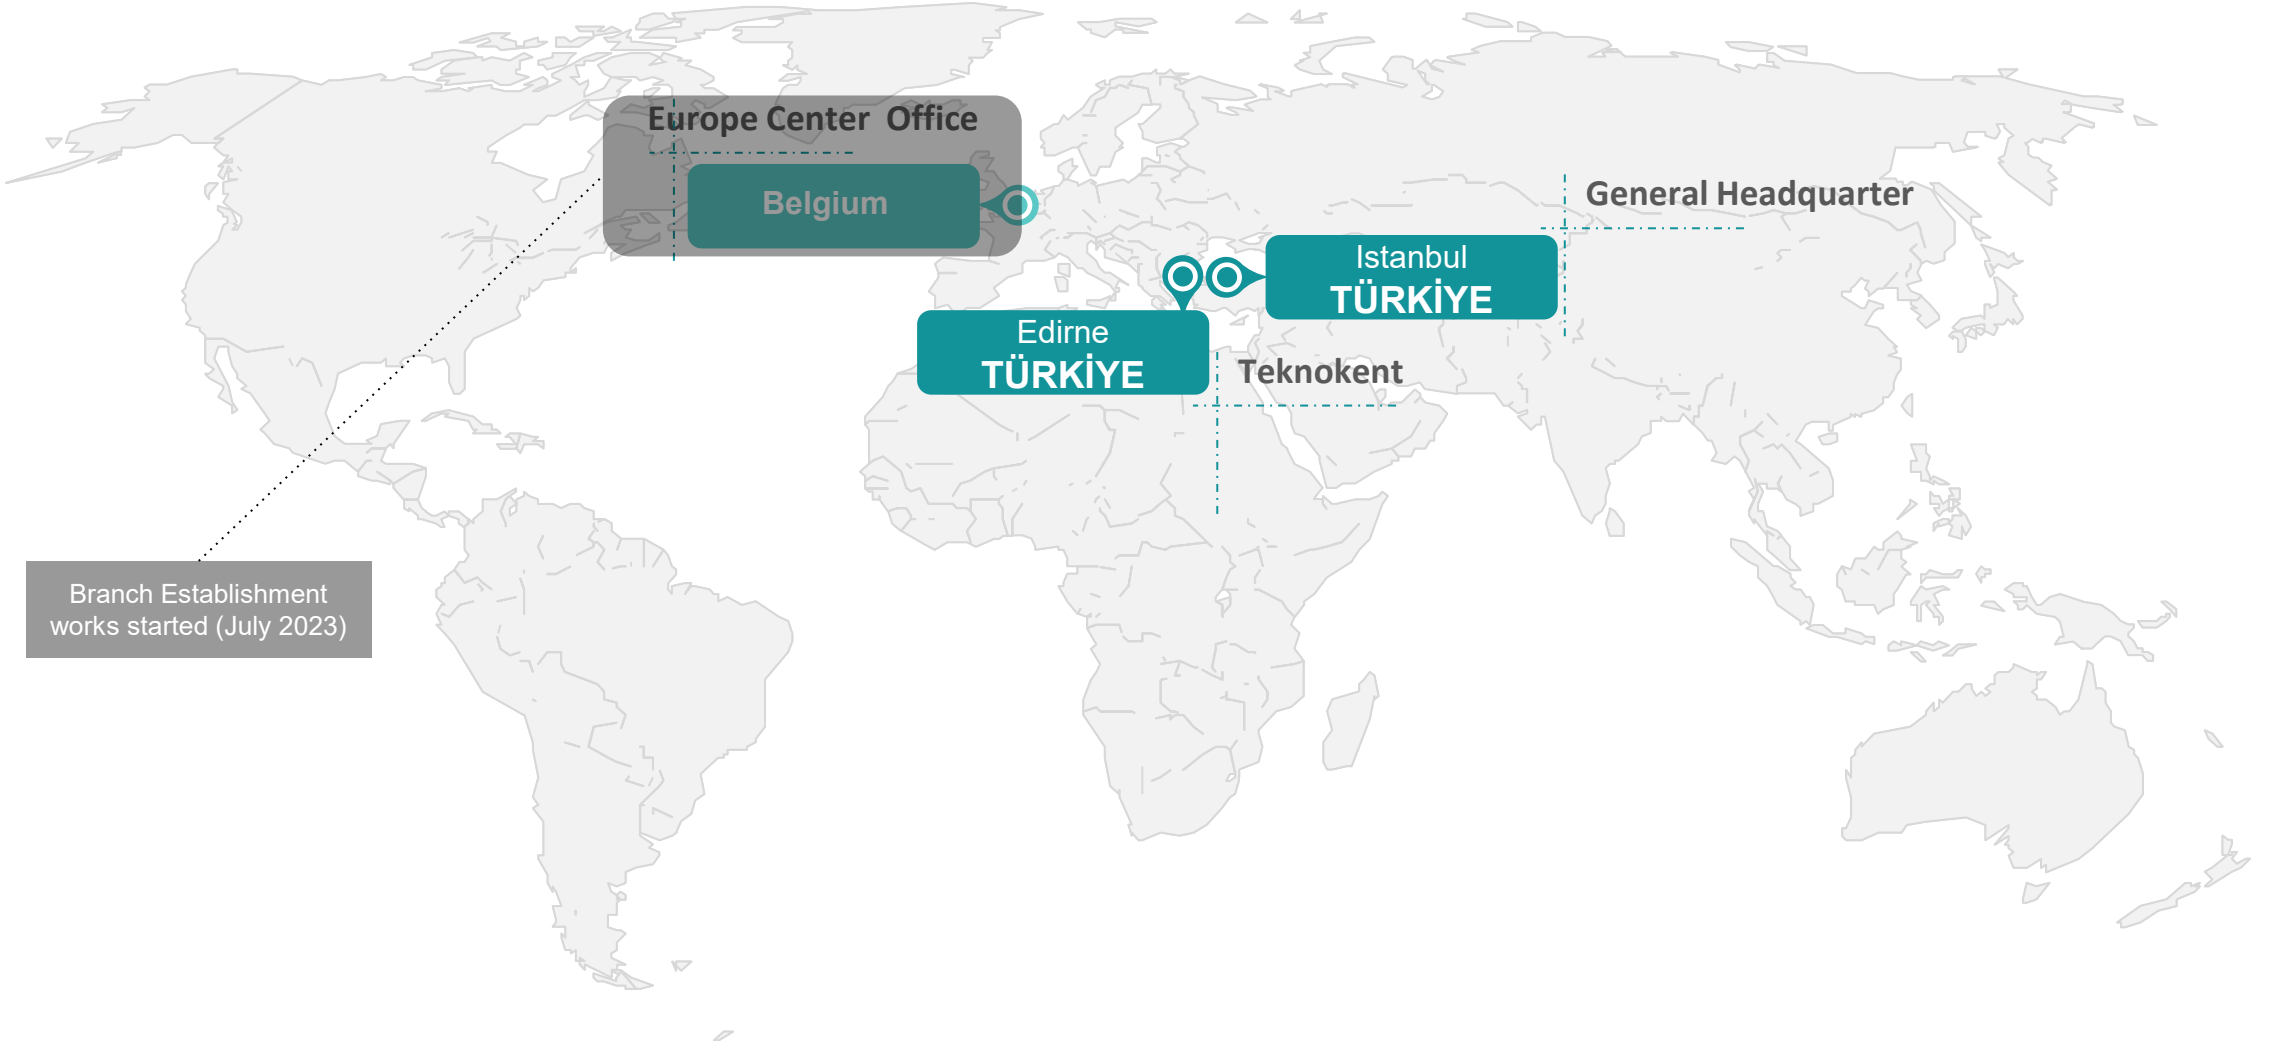 Europe Center  Office
Belgium
General Headquarter
Istanbul
TÜRKİYE
Edirne
TÜRKİYE
Teknokent
Branch Establishment
works started (July 2023)